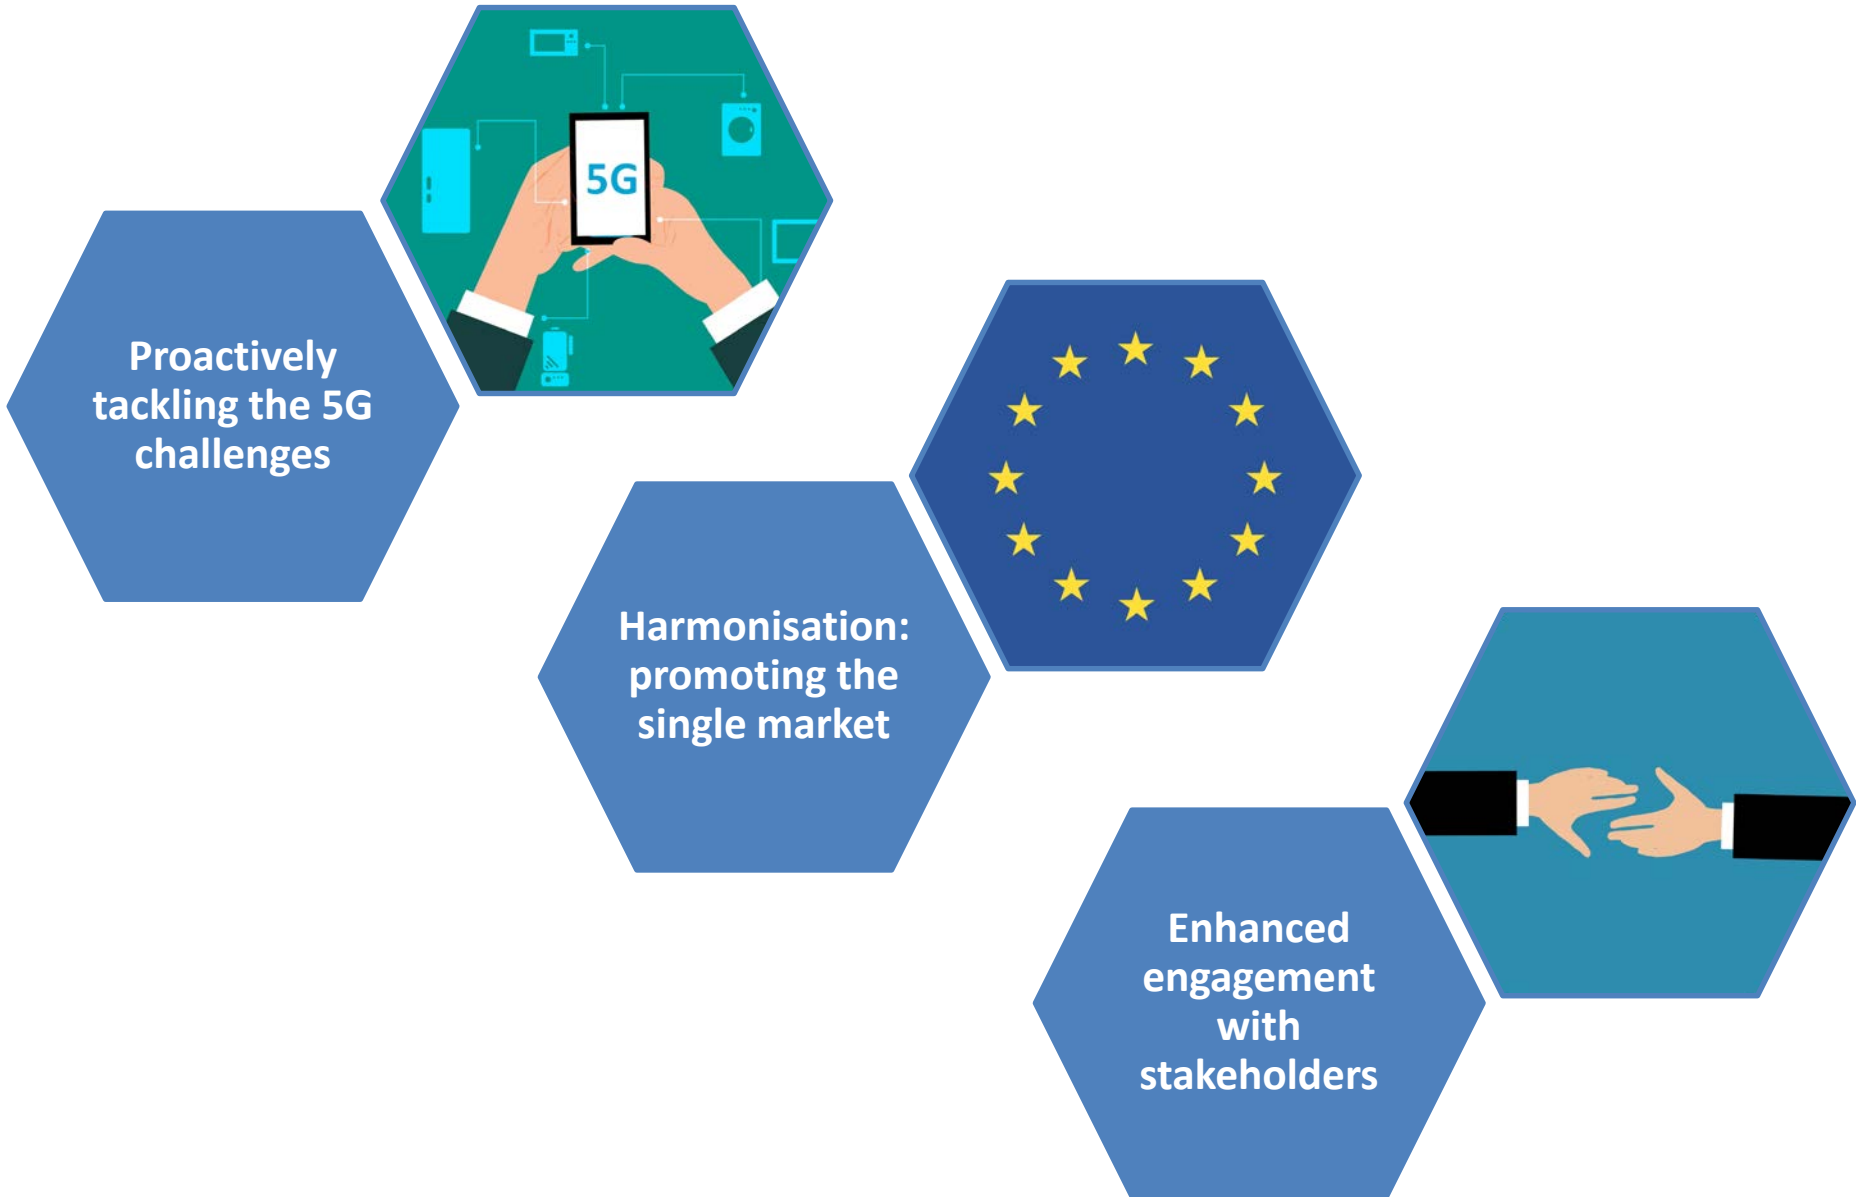 5G
Proactively
tackling the 5G
challenges
Harmonisation:
promoting the
single market
Enhanced
engagement
with
stakeholders